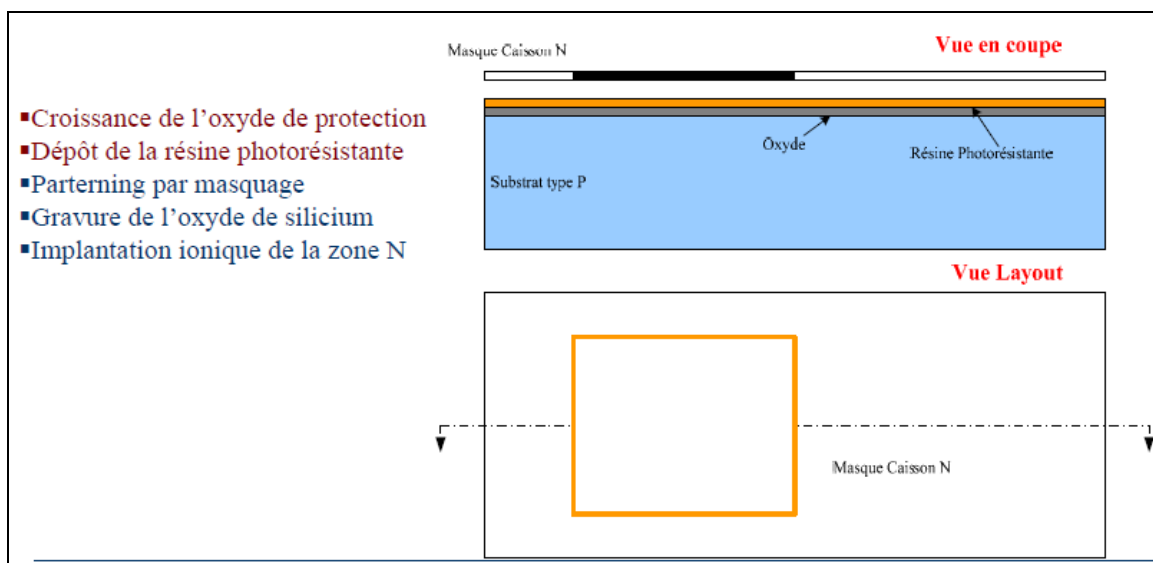 Masque Caisson N
Vue en coupe
▪Croissance de l'oxyde de protection
▪Dépôt de la résine photorésistante
▪Parterning par masquage
▪Gravure de l'oxyde de silicium
▪Implantation ionique de la zone N
Oxyde
Résine Photorésistante
Substrat type P
Vue Layout
Masque Caisson N